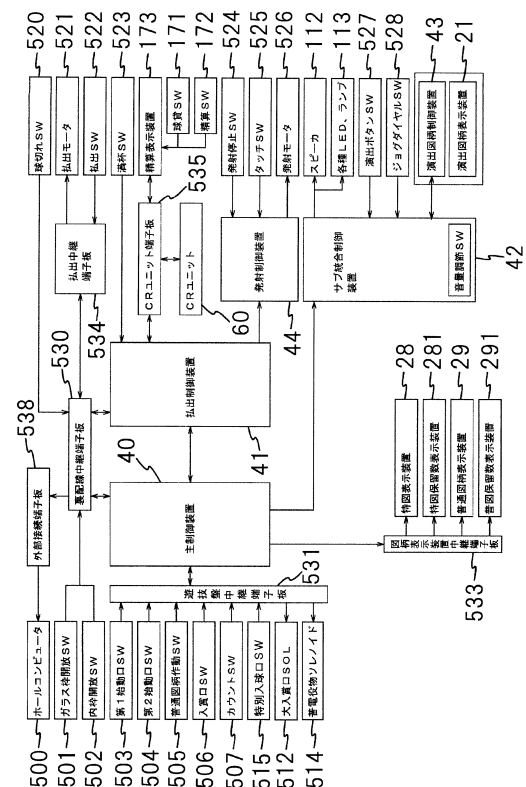 500 ホールコンピュータ
501 ガラス枠開放SW
502 内枠開放SW
503 第1始動口SW
504 第2始動口SW
505 普通図柄作動SW
506 入賞口SW
507 カウントSW
515 特別入球口SW
512 大入賞口SOL
514 普電役物ソレノイド
538
外部接続端子板
530
裏配線中継端子板
531
遊技盤中継端子板
40
主制御装置
41
払出制御装置
534
払出中継
端子板
535
CRユニット端子板
CRユニット
60
44
発射制御装置
サブ統合制御
装置
音量調節SW
42
533
図柄表示装置中継端子板
特図表示装置 28
特図保留数表示装置 281
普通図柄表示装置 29
普図保留数表示装置 291
球切れSW 520
払出モータ 521
払出SW 522
満杯SW 523
精算表示装置 173
球貸SW 171
精算SW 172
発射停止SW 524
タッチSW 525
発射モータ 526
スピーカ 112
各種LED、ランプ 113
演出ボタンSW 527
ジョグダイヤルSW 528
演出図柄制御装置 43
演出図柄表示装置 21